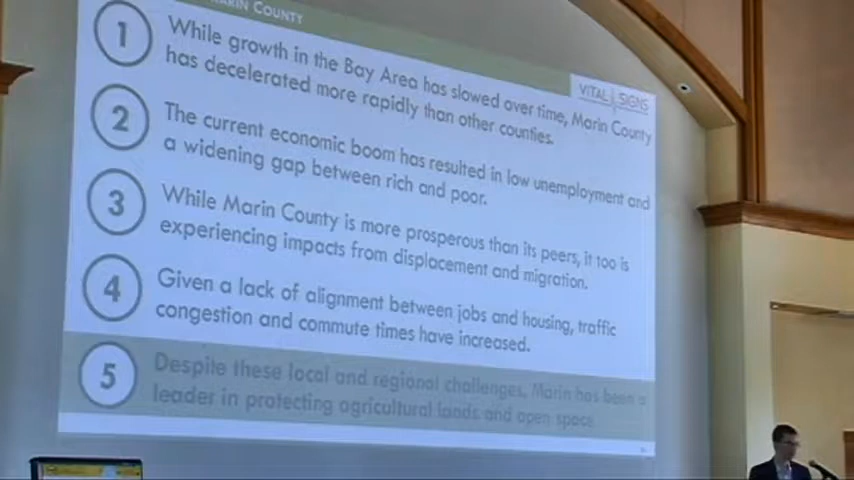 MARIN COUNTY
VITAL SIGNS
1
While growth in the Bay Area has slowed over time, Marin County
has decelerated more rapidly than other counties.
2
The current economic boom has resulted in low unemployment and
a widening gap between rich and poor.
3
While Marin County is more prosperous than its peers, it too is
experiencing impacts from displacement and migration.
4
Given a lack of alignment between jobs and housing, traffic
congestion and commute times have increased.
5
Despite these local and regional challenges, Marin has been a
leader in protecting agricultural lands and open space.